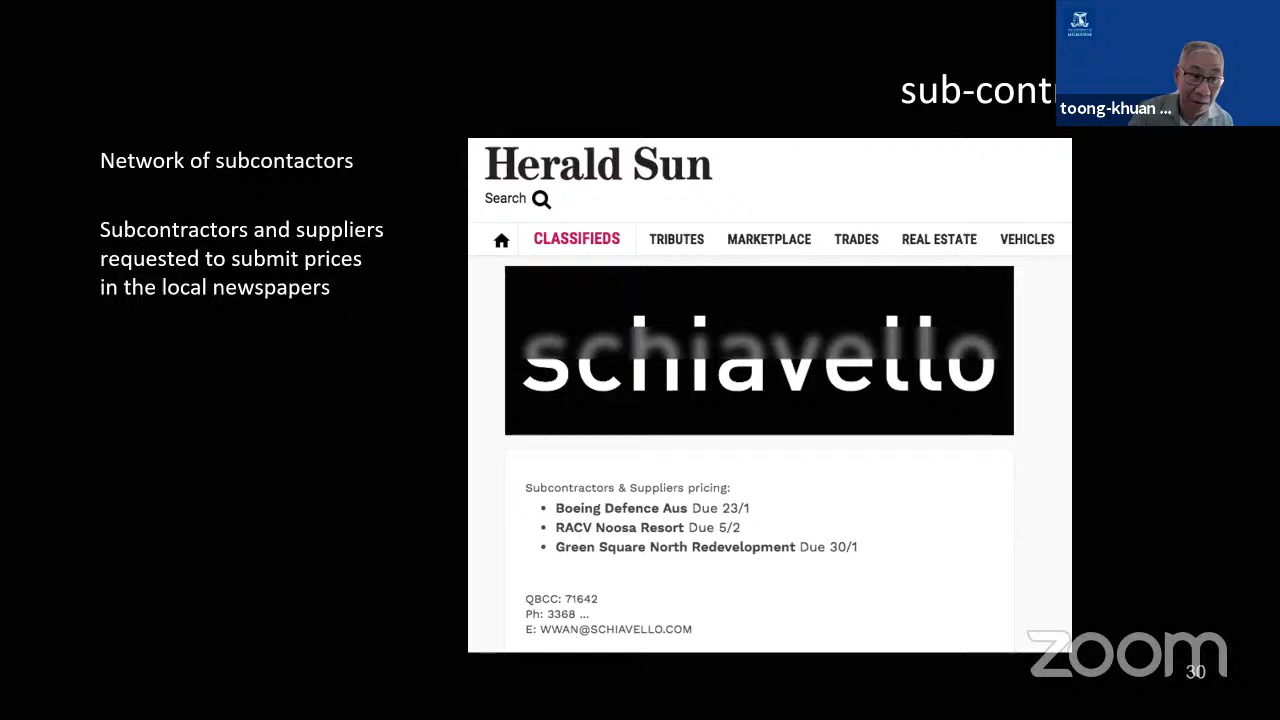 sub-cont
toong-khuan ...
Network of subcontactors
Subcontractors and suppliers
requested to submit prices
in the local newspapers
Herald Sun
Search
CLASSIFIEDS TRIBUTES MARKETPLACE TRADES REAL ESTATE VEHICLES
schiavello
Subcontractors & Suppliers pricing:
• Boeing Defence Aus Due 23/1
• RACV Noosa Resort Due 5/2
• Green Square North Redevelopment Due 30/1
QBCC: 71642
Ph: 3368 ...
E: WWAN@SCHIAVELLO.COM
zoom
30